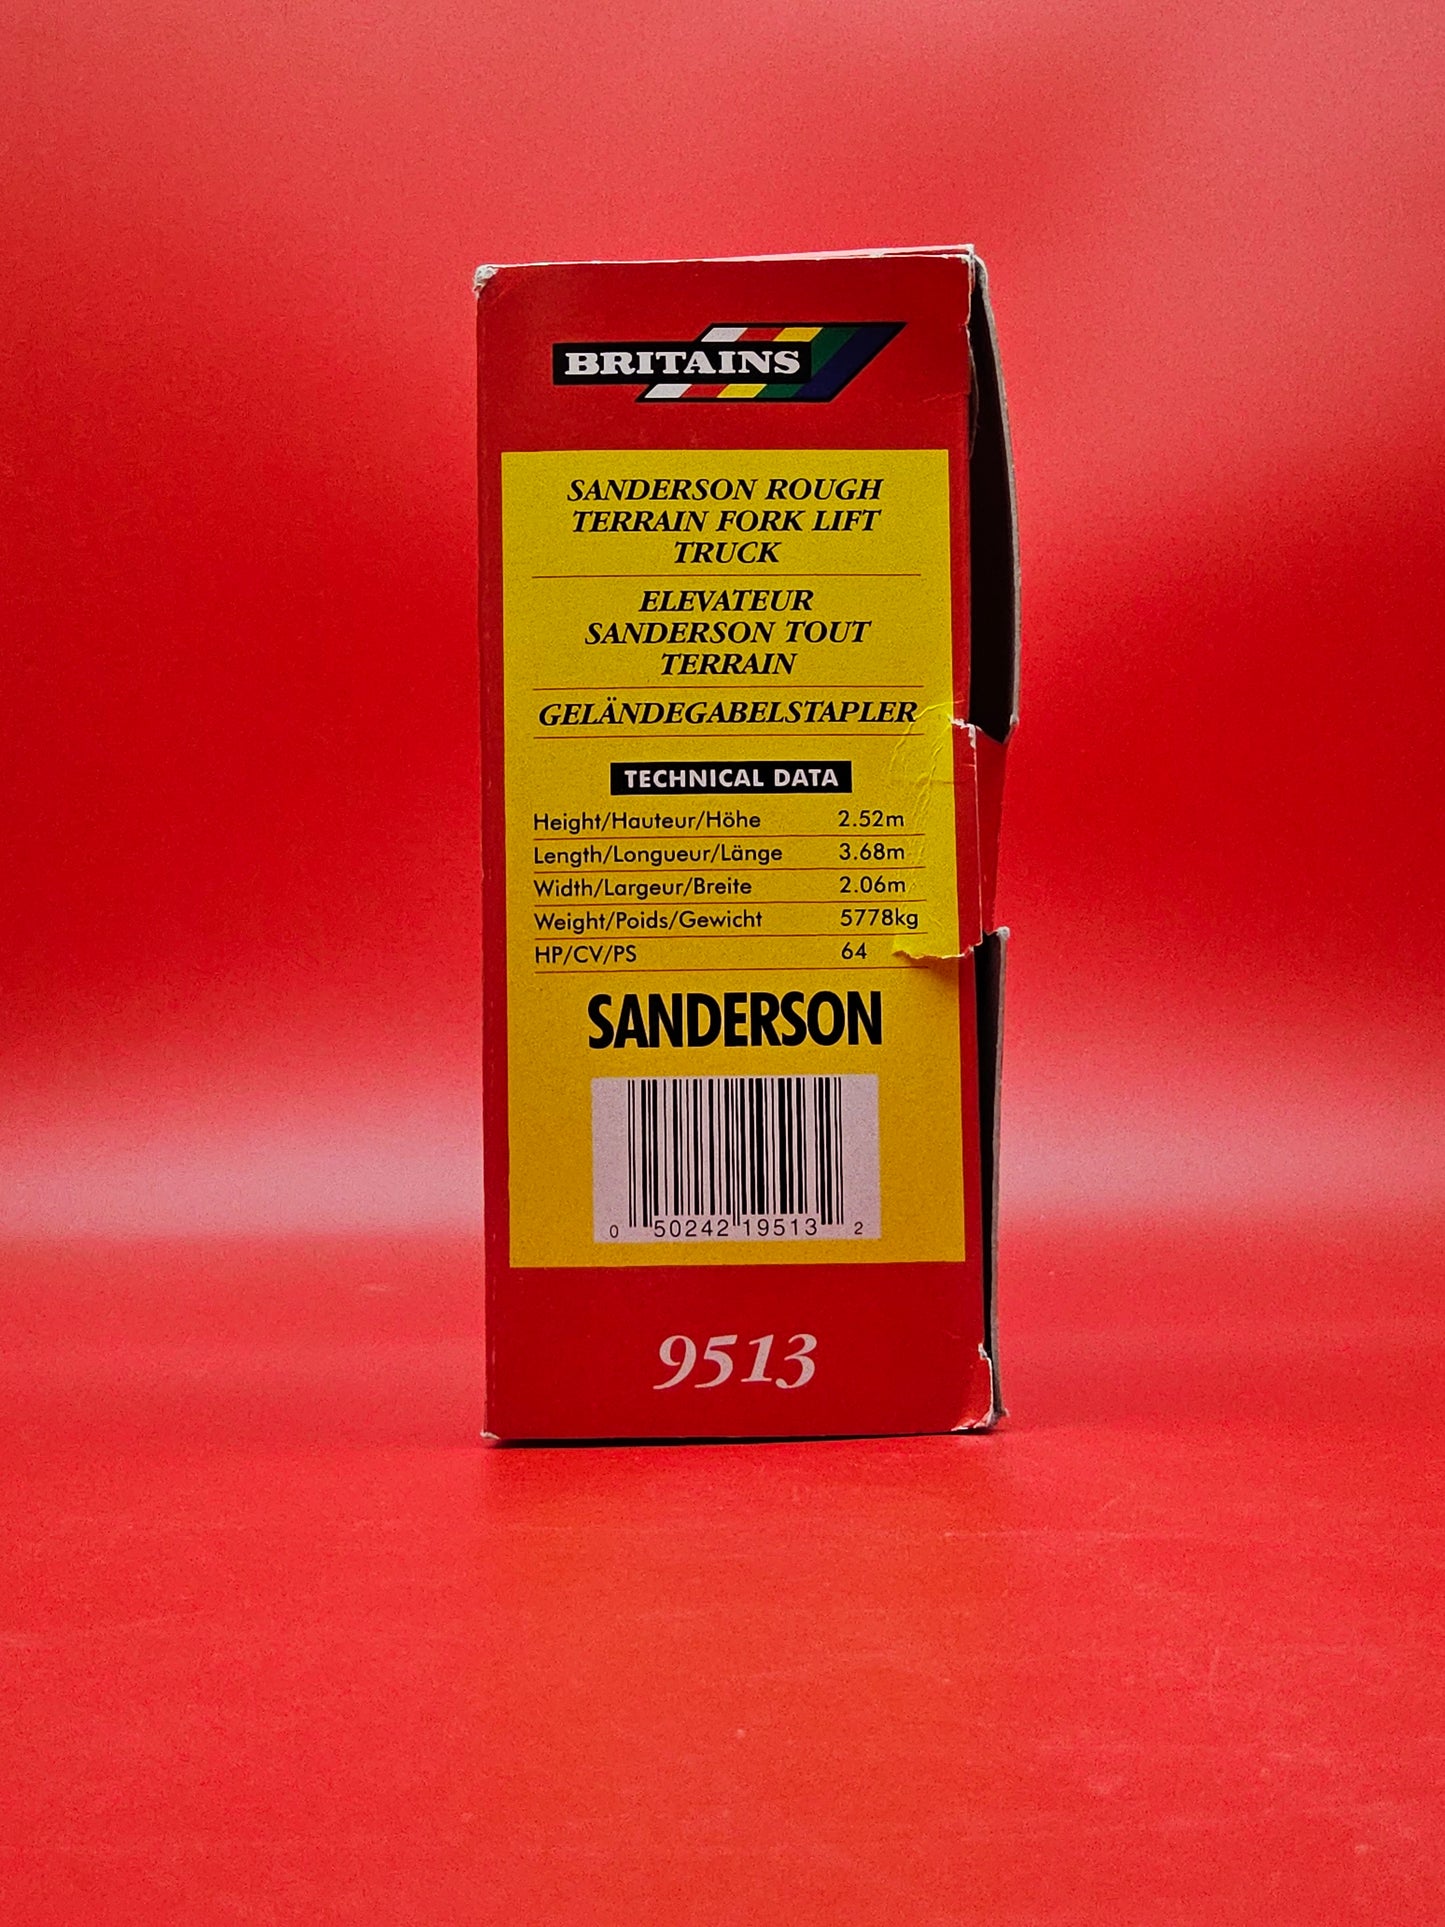 BRITAINS
SANDERSON ROUGH
TERRAIN FORK LIFT
TRUCK
ELEVATEUR
SANDERSON TOUT
TERRAIN
GELÄNDEGABELSTAPLER
TECHNICAL DATA
Height/Hauteur/Höhe 2.52m
Length/Longueur/Länge 3.68m
Width/Largeur/Breite 2.06m
Weight/Poids/Gewicht 5778kg
HP/CV/PS 64
SANDERSON
0 50242 19513 2
9513